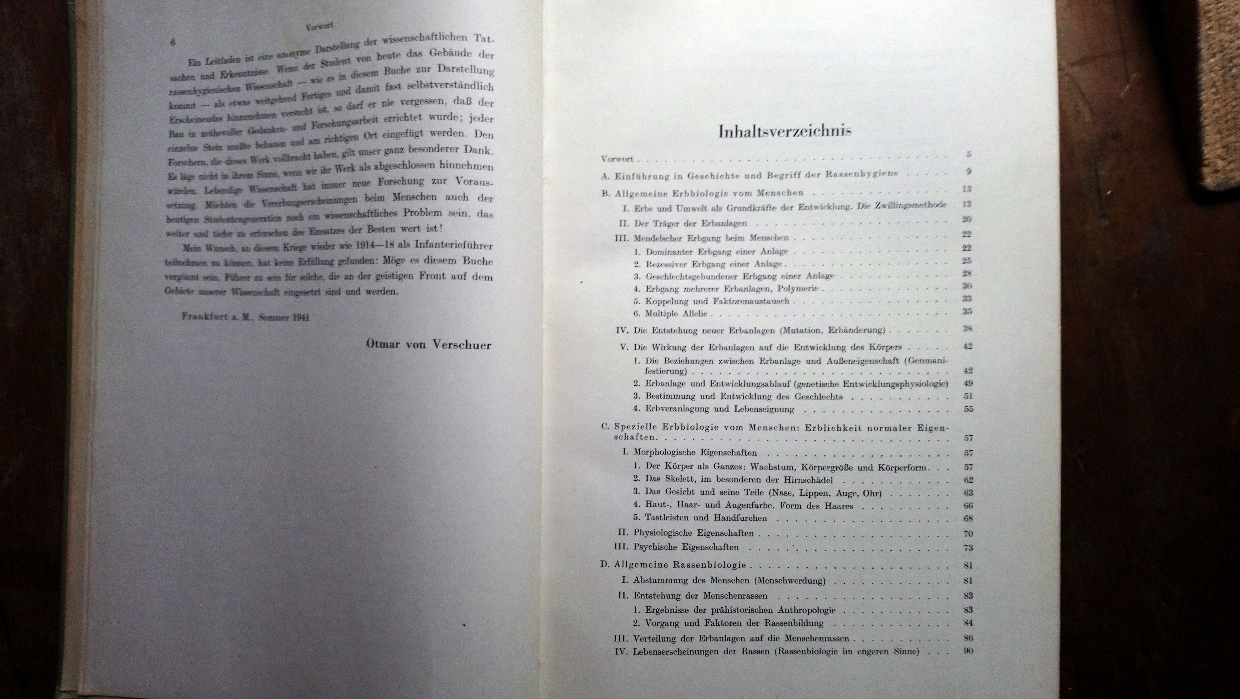 6
Vorwort
Ein Leitfaden ist eine anonyme Darstellung der wissenschaftlichen Tat-
sachen und Erkenntnisse. Wenn der Student von heute das Gebäude der
rassenhygienischen Wissenschaft — wie es in diesem Buche zur Darstellung
kommt — als etwas weitgehend Fertiges und damit fast selbstverständlich
Erscheinendes hinzunehmen versucht ist, so darf er nie vergessen, daß der
Bau in mühevoller Gedanken- und Forschungsarbeit errichtet wurde; jeder
einzelne Stein mußte behauen und am richtigen Ort eingefügt werden. Den
Forschern, die dieses Werk vollbracht haben, gilt unser ganz besonderer Dank.
Es läge nicht in ihrem Sinne, wenn wir ihr Werk als abgeschlossen hinnehmen
würden. Lebendige Wissenschaft hat immer neue Forschung zur Voraus-
setzung. Möchten die Vererbungserscheinungen beim Menschen auch der
heutigen Studentengeneration noch ein wissenschaftliches Problem sein, das
weiter und tiefer zu erforschen des Einsatzes der Besten wert ist!
Mein Wunsch, an diesem Kriege wieder wie 1914—18 als Infanterieführer
teilnehmen zu können, hat keine Erfüllung gefunden: Möge es diesem Buche
vergönnt sein, Führer zu sein für solche, die an der geistigen Front auf dem
Gebiete unserer Wissenschaft eingesetzt sind und werden.
Frankfurt a. M., Sommer 1941
Otmar von Verschuer
Inhaltsverzeichnis
Vorwort . . . 5
A. Einführung in Geschichte und Begriff der Rassenhygiene . . . 9
B. Allgemeine Erbbiologie vom Menschen . . . 13
I. Erbe und Umwelt als Grundkräfte der Entwicklung. Die Zwillingsmethode 13
II. Der Träger der Erbanlagen . . . 20
III. Mendelscher Erbgang beim Menschen . . . 22
1. Dominanter Erbgang einer Anlage . . . 22
2. Rezessiver Erbgang einer Anlage . . . 25
3. Geschlechtsgebundener Erbgang einer Anlage . . . 28
4. Erbgang mehrerer Erbanlagen, Polymerie . . . 30
5. Koppelung und Faktorenaustausch . . . 33
6. Multiple Allelie . . . 35
IV. Die Entstehung neuer Erbanlagen (Mutation, Erbänderung) . . . 38
V. Die Wirkung der Erbanlagen auf die Entwicklung des Körpers . . . 42
1. Die Beziehungen zwischen Erbanlage und Außeneigenschaft (Genmani-
festierung) . . . 42
2. Erbanlage und Entwicklungsablauf (genetische Entwicklungsphysiologie) 49
3. Bestimmung und Entwicklung des Geschlechts . . . 51
4. Erbveranlagung und Lebenseignung . . . 55
C. Spezielle Erbbiologie vom Menschen: Erblichkeit normaler Eigen-
schaften. . . . 57
I. Morphologische Eigenschaften . . . 57
1. Der Körper als Ganzes: Wachstum, Körpergröße und Körperform. . . 57
2. Das Skelett, im besonderen der Hirnschädel . . . 62
3. Das Gesicht und seine Teile (Nase, Lippen, Auge, Ohr) . . . 63
4. Haut-, Haar- und Augenfarbe. Form des Haares . . . 66
5. Tastleisten und Handfurchen . . . 68
II. Physiologische Eigenschaften . . . 70
III. Psychische Eigenschaften . . . 73
D. Allgemeine Rassenbiologie . . . 81
I. Abstammung des Menschen (Menschwerdung) . . . 81
II. Entstehung der Menschenrassen . . . 83
1. Ergebnisse der prähistorischen Anthropologie . . . 83
2. Vorgang und Faktoren der Rassenbildung . . . 84
III. Verteilung der Erbanlagen auf die Menschenrassen . . . 86
IV. Lebenserscheinungen der Rassen (Rassenbiologie im engeren Sinne) . . . 90